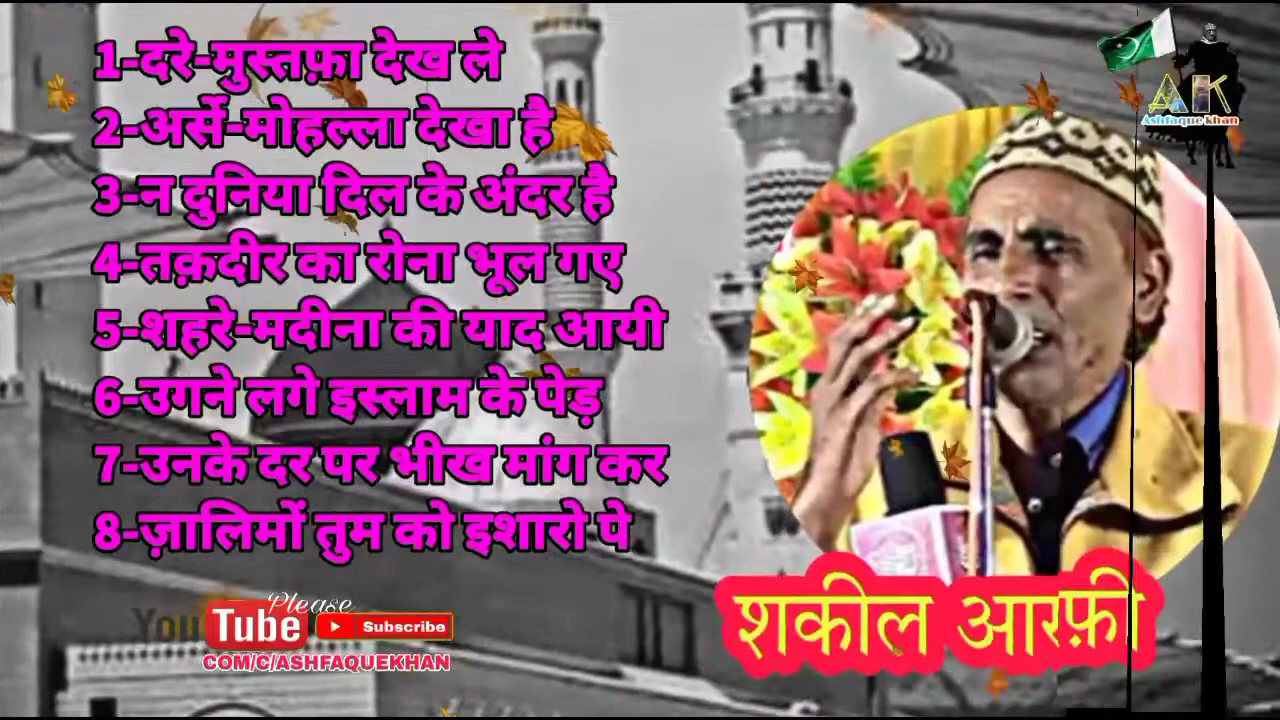 1-दरे-मुस्तफ़ा देख ले
2-अर्से-मोहल्ला देखा है
3-न दुनिया दिल के अंदर है
4-तक़दीर का रोना भूल गए
5-शहरे-मदीना की याद आयी
6-उगने लगे इस्लाम के पेड़
7-उनके दर पर भीख मांग कर
8-ज़ालिमों तुम को इशारो पे
AK
Ashfaque khan
शकील आरफ़ी
Please
You Tube Subscribe
COM/C/ASHFAQUEKHAN